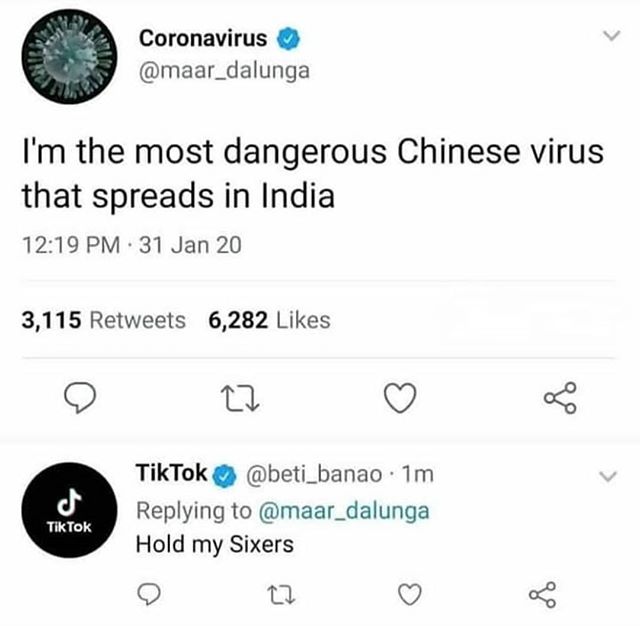 Coronavirus
@maar_dalunga
I'm the most dangerous Chinese virus
that spreads in India
12:19 PM · 31 Jan 20
3,115 Retweets 6,282 Likes
TikTok @beti_banao · 1m
TikTok
Replying to @maar_dalunga
Hold my Sixers